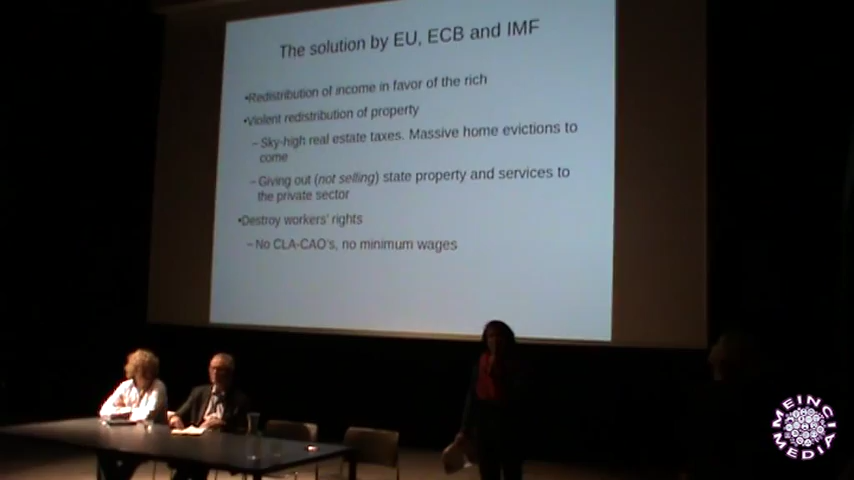 The solution by EU, ECB and IMF
•Redistribution of income in favor of the rich
•Violent redistribution of property
– Sky-high real estate taxes. Massive home evictions to
come
– Giving out (not selling) state property and services to
the private sector
•Destroy workers' rights
– No CLA-CAO's, no minimum wages
MEINCIA
MEDIA